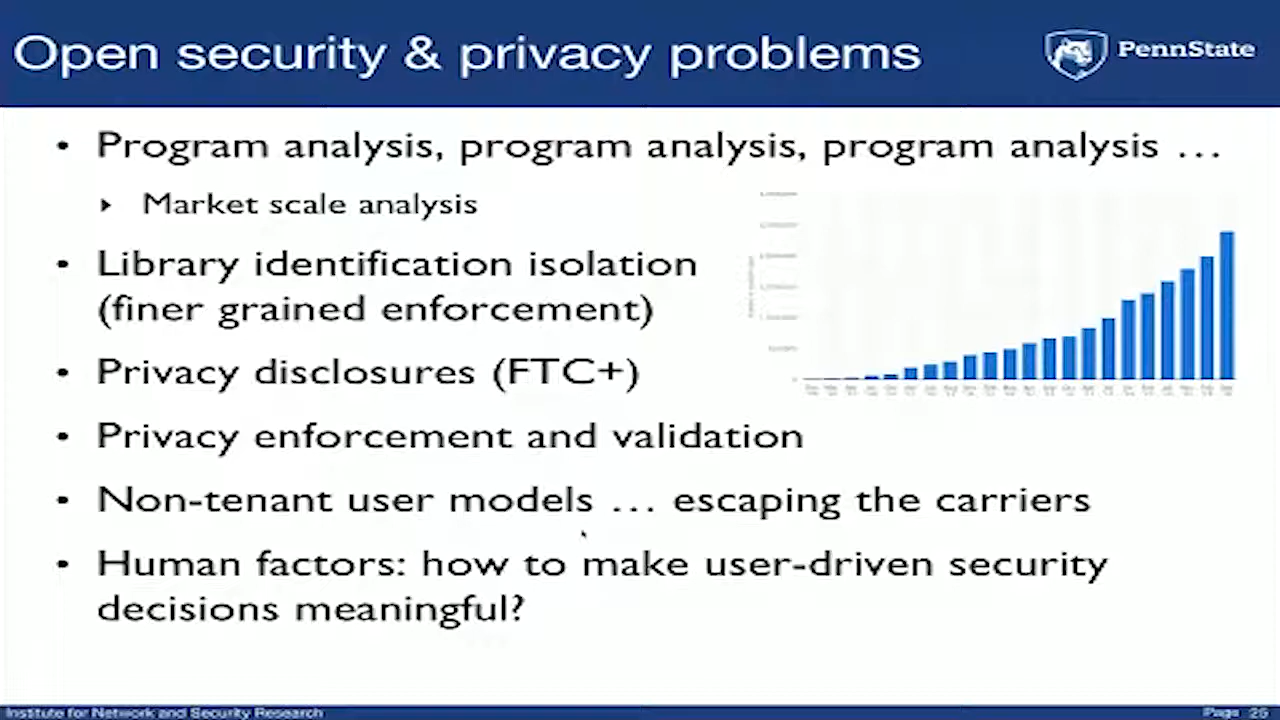 Open security & privacy problems
PennState
• Program analysis, program analysis, program analysis …
‣ Market scale analysis
• Library identification isolation
(finer grained enforcement)
• Privacy disclosures (FTC+)
• Privacy enforcement and validation
• Non-tenant user models … escaping the carriers
• Human factors: how to make user-driven security
decisions meaningful?
Institute for Network and Security Research
Page 25